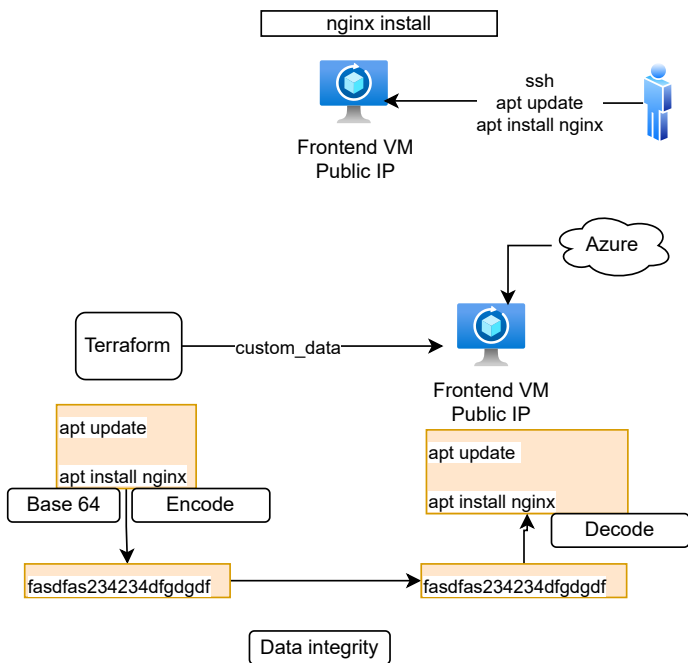 nginx install
ssh
apt update
apt install nginx
Frontend VM
Public IP
Azure
Terraform
custom_data
Frontend VM
Public IP
apt update
apt install nginx
Base 64
Encode
apt update
apt install nginx
Decode
fasdfas234234dfgdgdf
fasdfas234234dfgdgdf
Data integrity